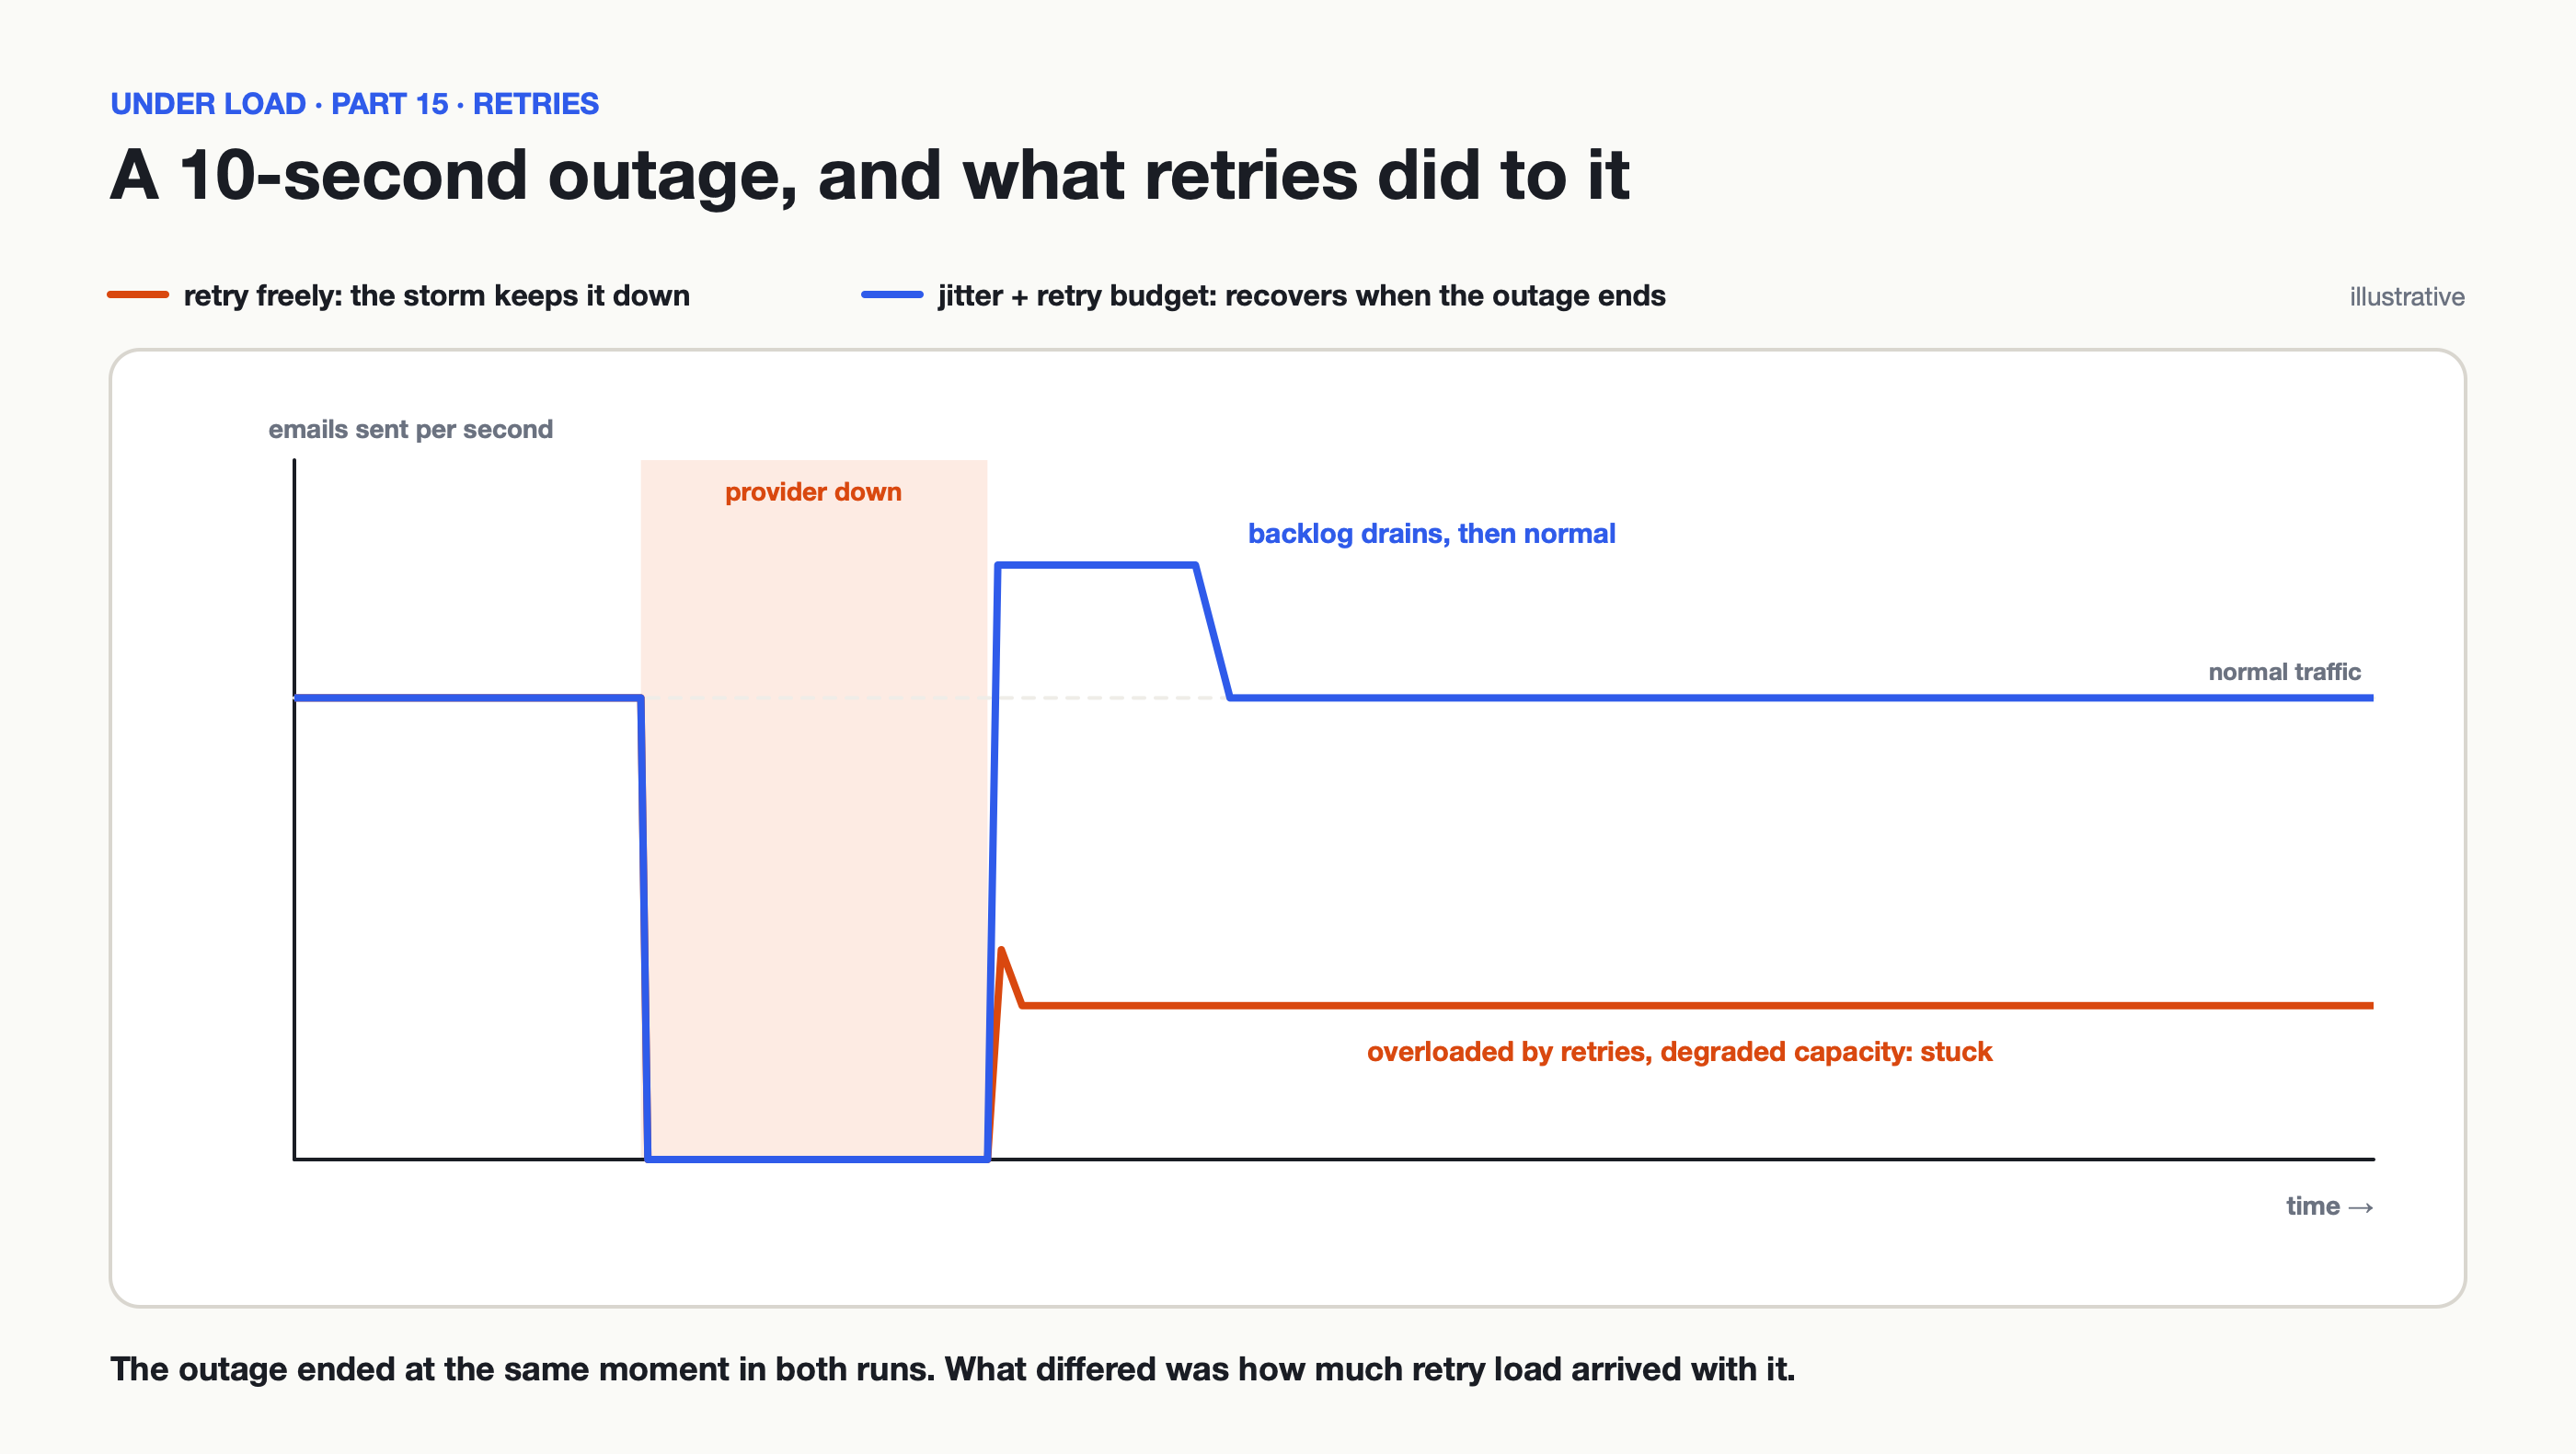 UNDER LOAD · PART 15 · RETRIES
A 10-second outage, and what retries did to it
retry freely: the storm keeps it down
jitter + retry budget: recovers when the outage ends
illustrative
emails sent per second
provider down
backlog drains, then normal
normal traffic
overloaded by retries, degraded capacity: stuck
time →
The outage ended at the same moment in both runs. What differed was how much retry load arrived with it.